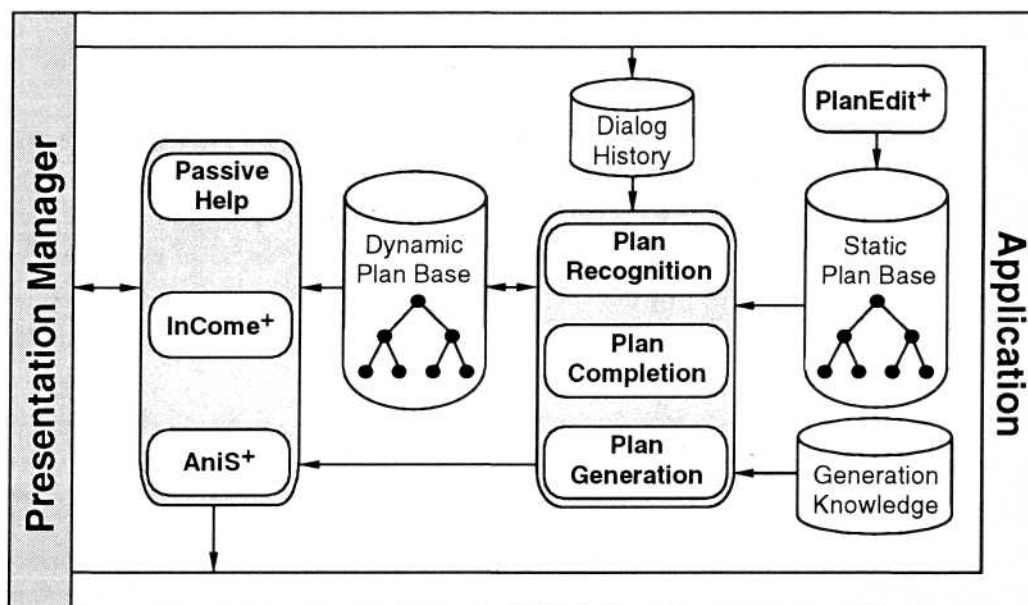 Presentation Manager
Passive
Help
InCome+
AniS+
Dynamic
Plan Base
Dialog
History
Plan
Recognition
Plan
Completion
Plan
Generation
PlanEdit+
Static
Plan Base
Generation
Knowledge
Application